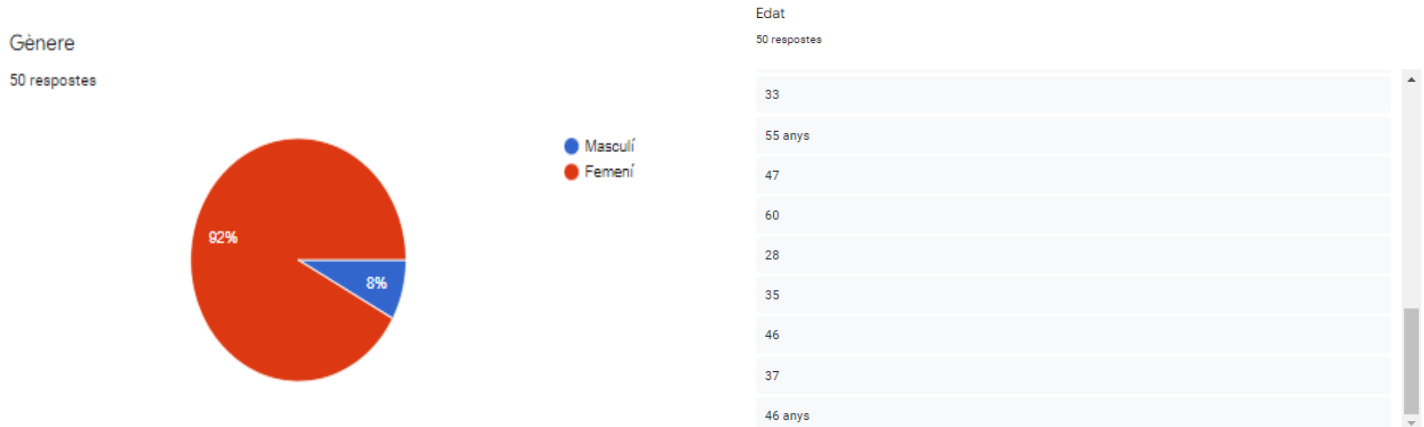 Gènere
50 respostes
Masculí
Femení
92%
8%
Edat
50 respostes
33
55 anys
47
60
28
35
46
37
46 anys